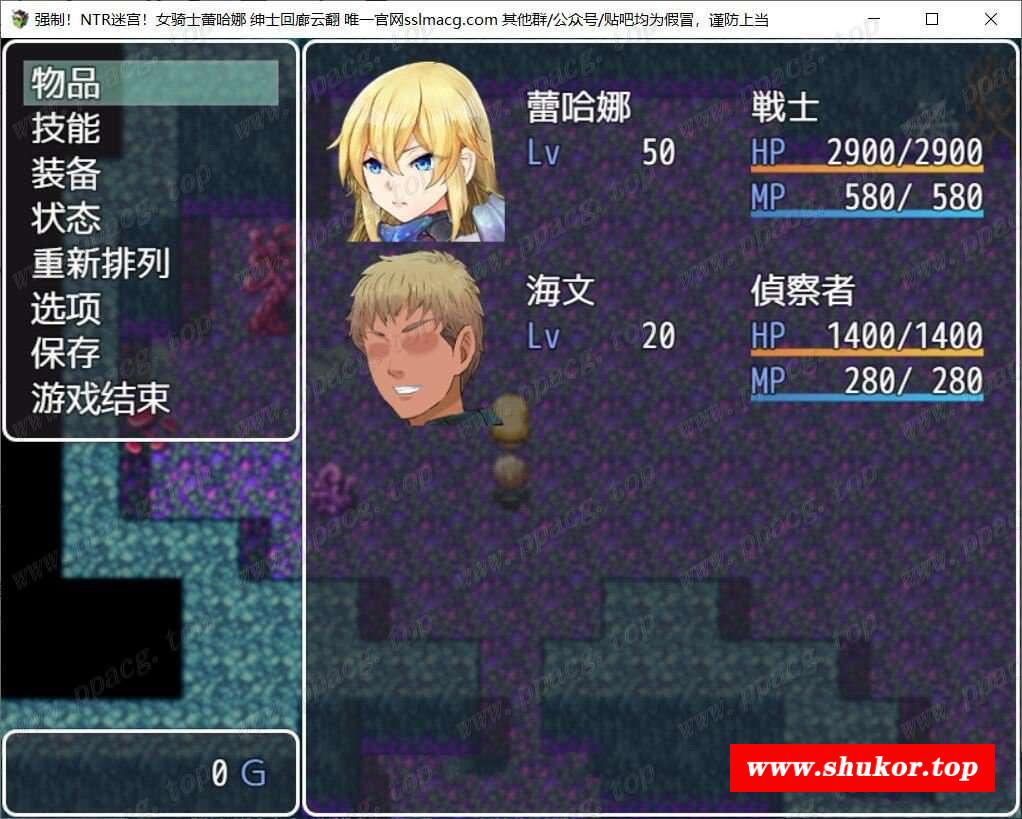 强制！NTR迷宫！女骑士蕾哈娜 绅士回廊云翻 唯一官网sslmacg.com 其他群/公众号/贴吧均为假冒，谨防上当
物品
技能
装备
状态
重新排列
选项
保存
游戏结束
蕾哈娜 戦士
Lv 50 HP 2900/2900
MP 580/ 580
海文 偵察者
Lv 20 HP 1400/1400
MP 280/ 280
0 G
www.shukor.top
www.ppacg.top